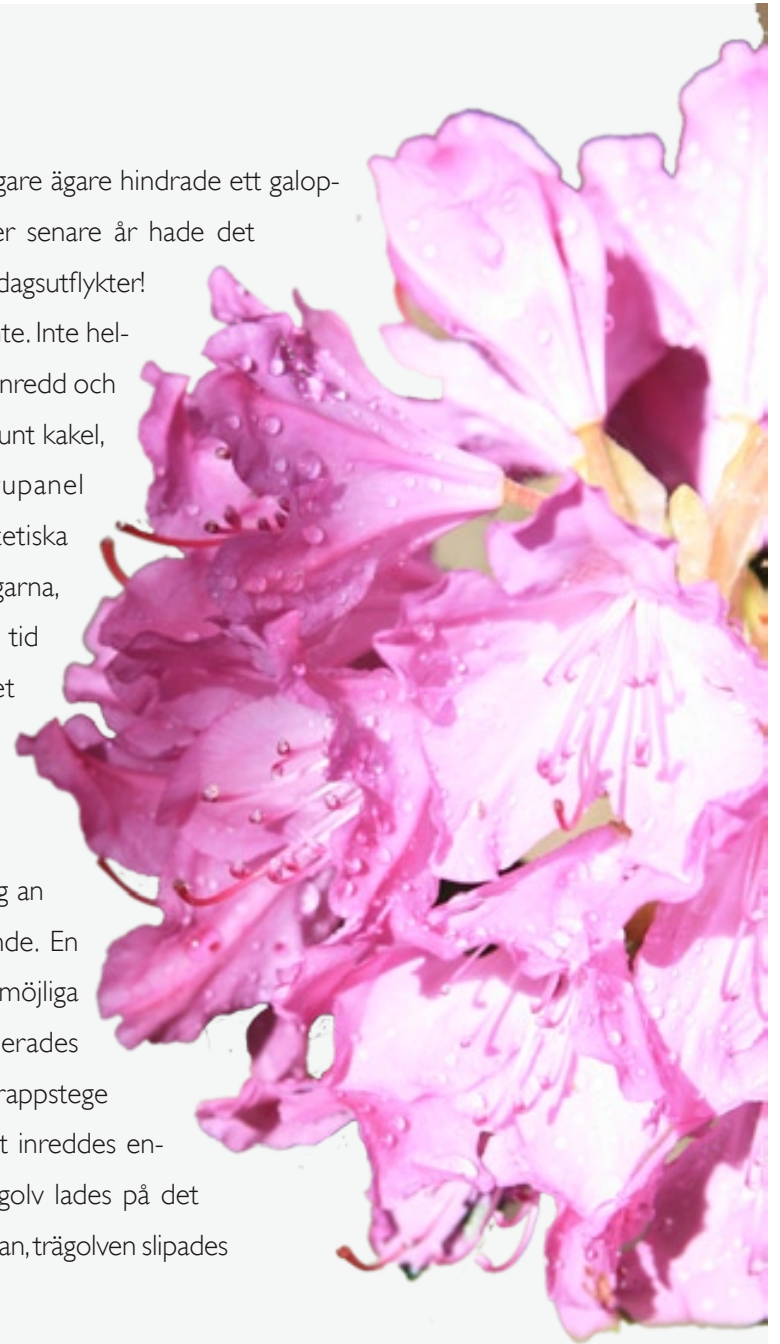 gare ägare hindrade ett galop-
er senare år hade det
dagsutflykter!
te. Inte hel-
nredd och
unt kakel,
upanel
tetiska
garna,
tid
et
g an
nde. En
möjliga
erades
rappstege
t inreddes en-
golv lades på det
an, trägolven slipades